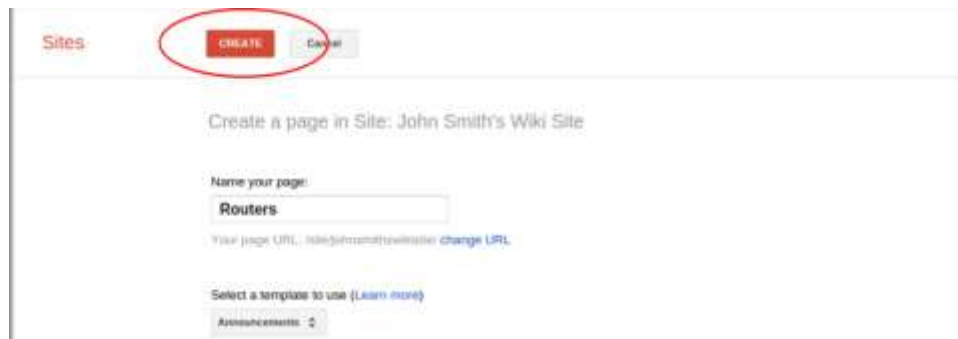 Sites
CREATE Cancel
Create a page in Site: John Smith's Wiki Site
Name your page:
Routers
Your page URL: change URL
Select a template to use (Learn more)
Announcements